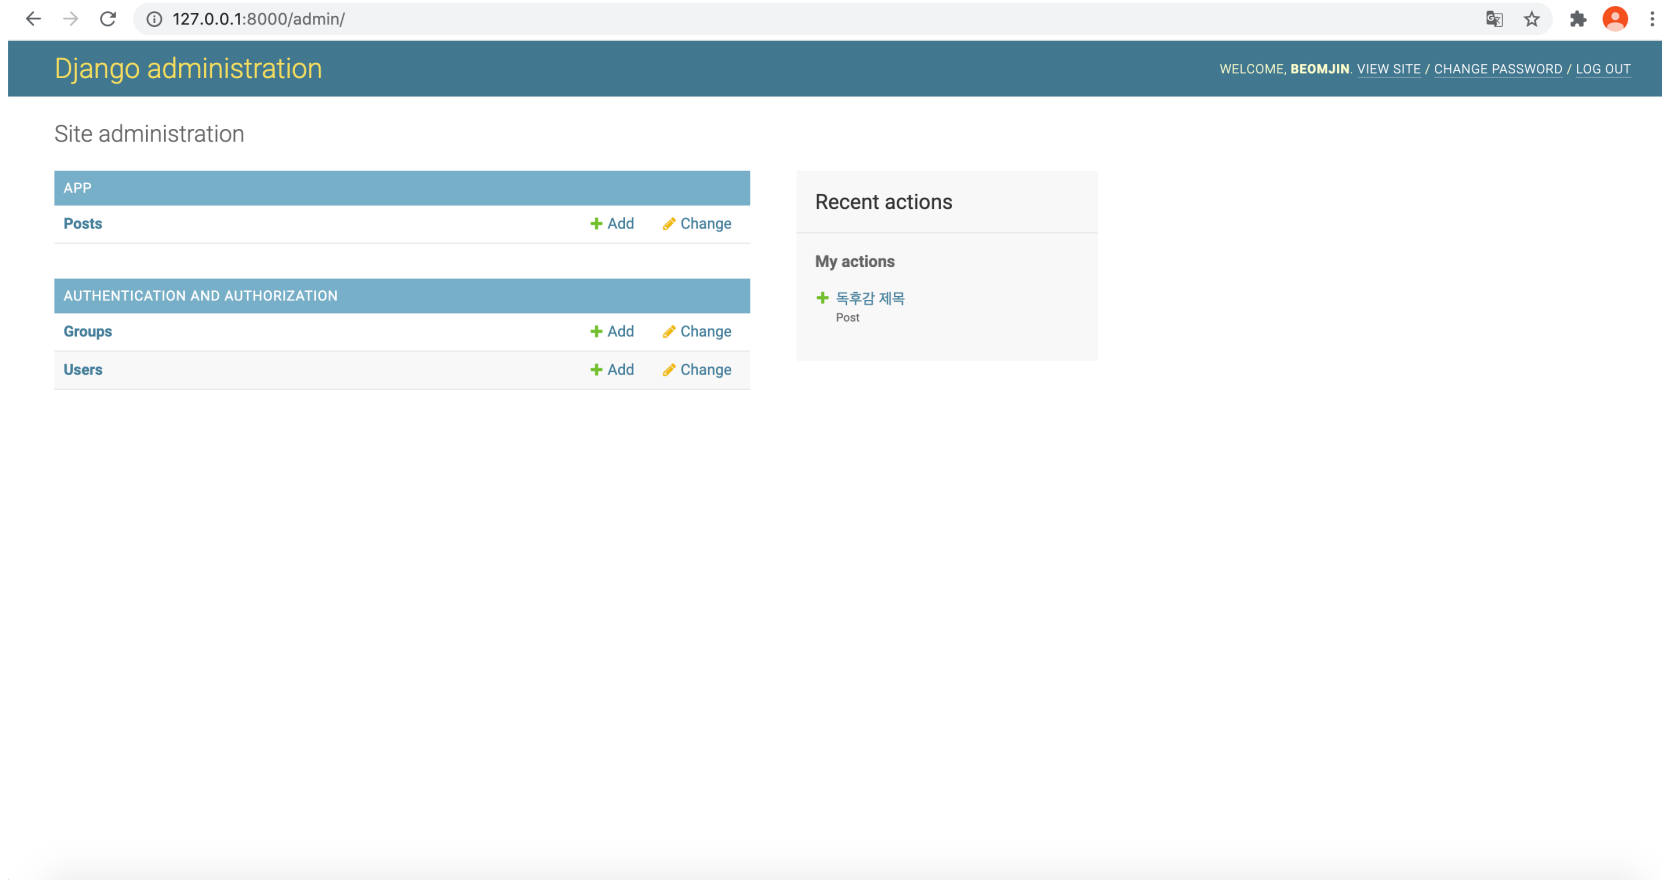 127.0.0.1:8000/admin/
Django administration
WELCOME, BEOMJIN. VIEW SITE / CHANGE PASSWORD / LOG OUT
Site administration
APP
Posts Add Change
AUTHENTICATION AND AUTHORIZATION
Groups Add Change
Users Add Change
Recent actions
My actions
독후감 제목
Post